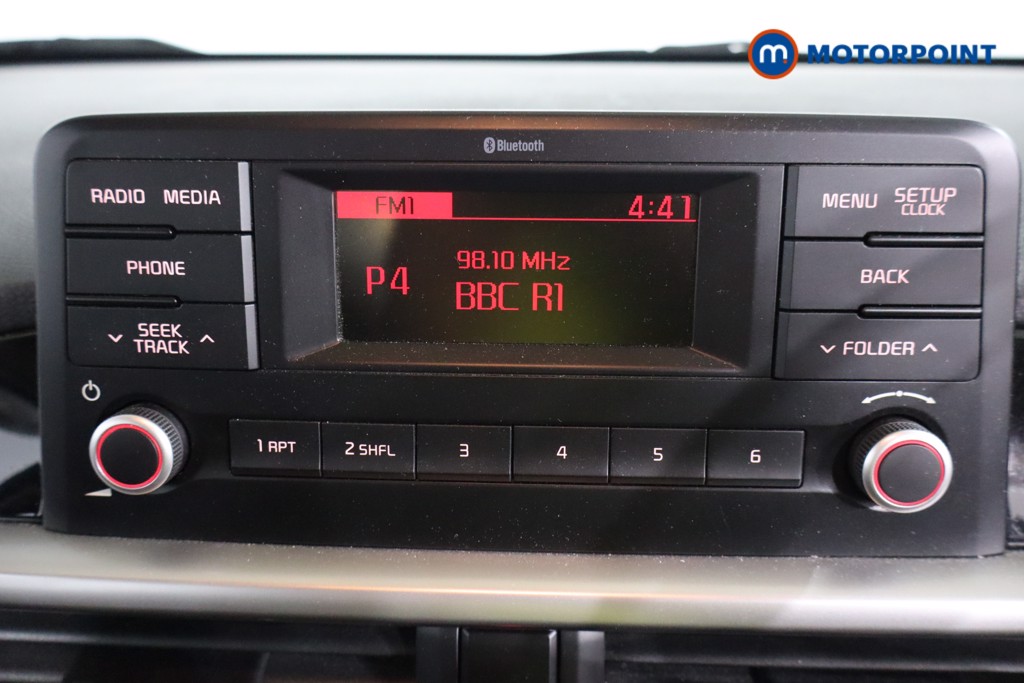 m MOTORPOINT
Bluetooth
RADIO MEDIA
PHONE
SEEK
TRACK
FM1 4:41
98.10 MHz
P4
BBC R1
MENU SETUP
CLOCK
BACK
FOLDER
1 RPT
2 SHFL
3
4
5
6